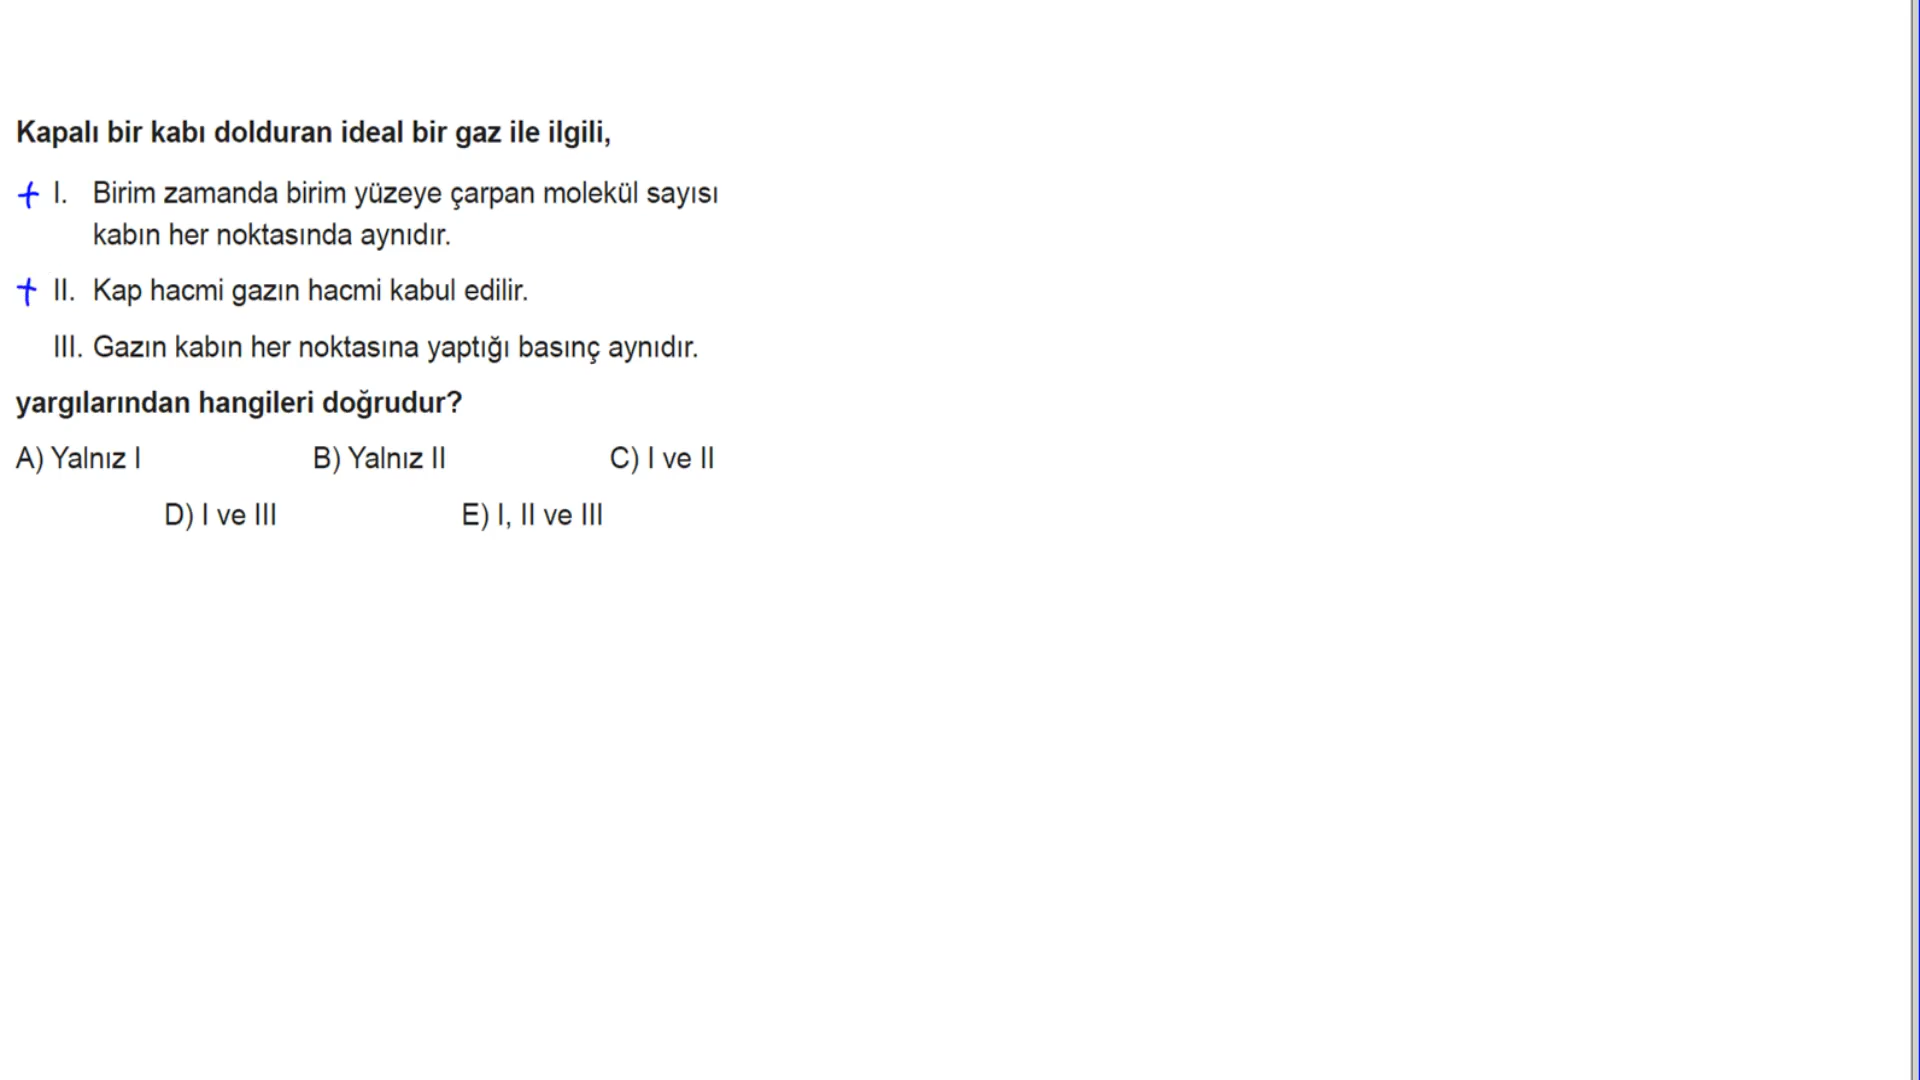 Kapalı bir kabı dolduran ideal bir gaz ile ilgili,
+ I. Birim zamanda birim yüzeye çarpan molekül sayısı
kabın her noktasında aynıdır.
+ II. Kap hacmi gazın hacmi kabul edilir.
III. Gazın kabın her noktasına yaptığı basınç aynıdır.
yargılarından hangileri doğrudur?
A) Yalnız I B) Yalnız II C) I ve II
D) I ve III E) I, II ve III